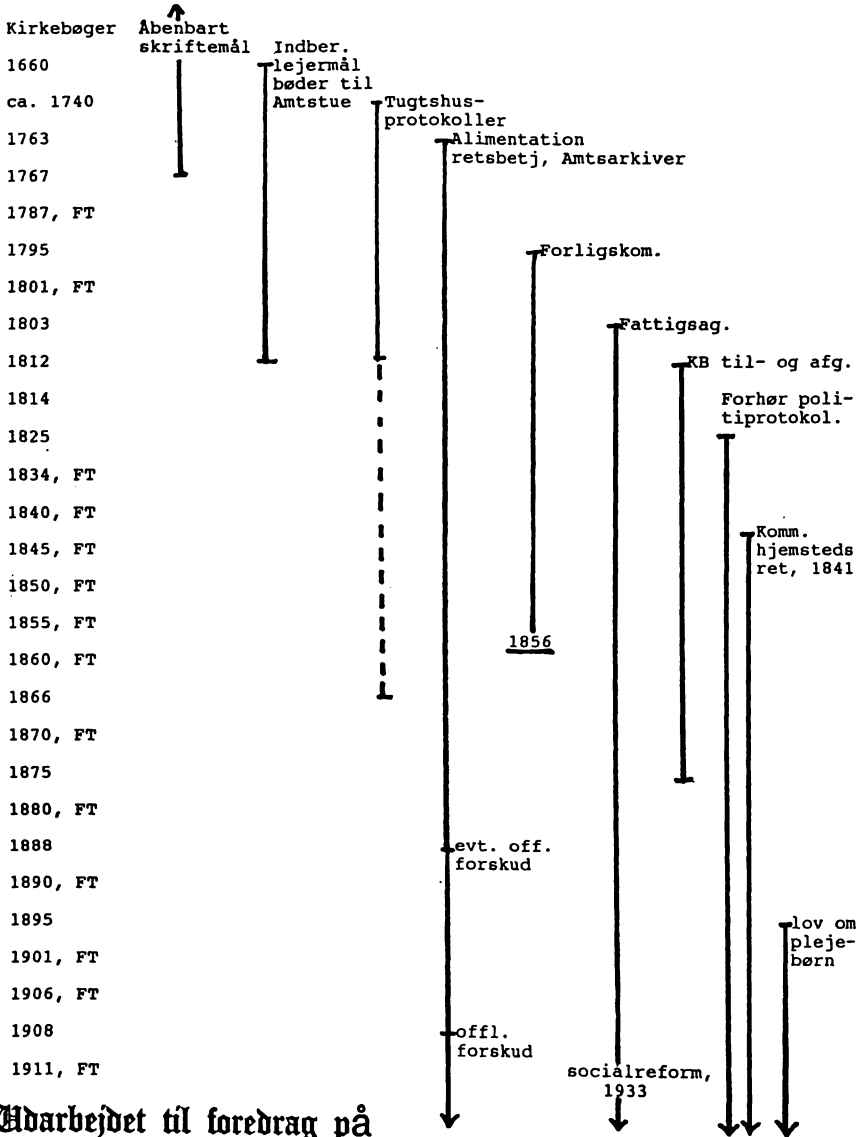 Kirkebøger Åbenbart
skriftemål Indber.
1660 lejermål
bøder til
ca. 1740 Amtstue Tugtshus-
protokoller
1763 Alimentation
retsbetj, Amtsarkiver
1767
1787, FT
1795 Forligskom.
1801, FT
1803 Fattigsag.
1812 KB til- og afg.
1814 Forhør poli-
tiprotokol.
1825
1834, FT
1840, FT
1845, FT Komm.
hjemsteds
ret, 1841
1850, FT
1855, FT
1856
1860, FT
1866
1870, FT
1875
1880, FT
1888 evt. off.
forskud
1890, FT
1895 lov om
pleje-
børn
1901, FT
1906, FT
1908 offl.
forskud
1911, FT socialreform,
1933
Udarbejdet til foredrag på